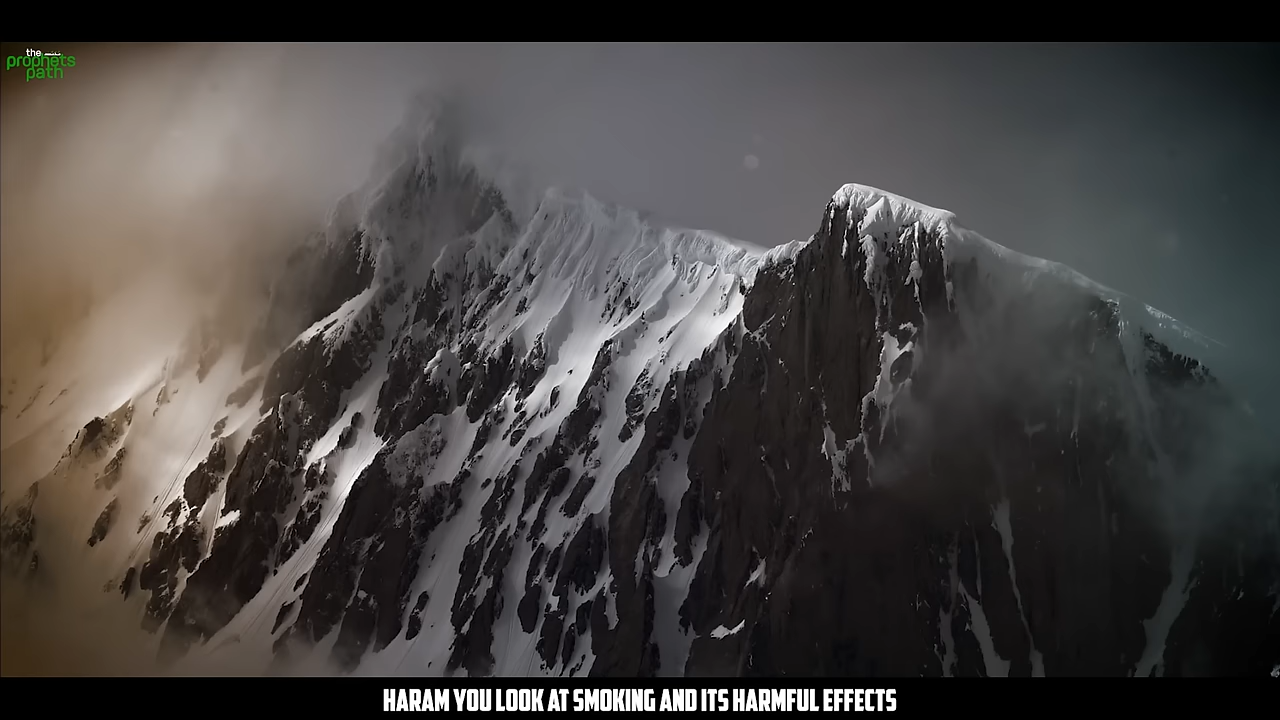 the
prophets
path
HARAM YOU LOOK AT SMOKING AND ITS HARMFUL EFFECTS